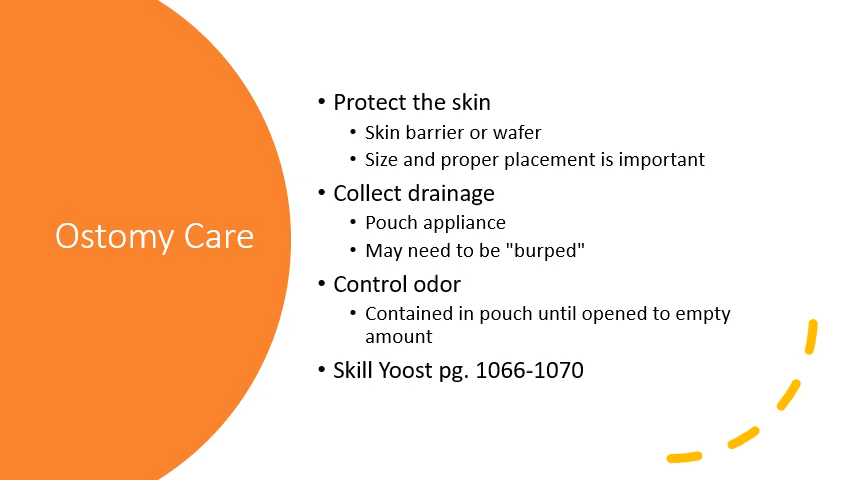 Ostomy Care
• Protect the skin
• Skin barrier or wafer
• Size and proper placement is important
• Collect drainage
• Pouch appliance
• May need to be "burped"
• Control odor
• Contained in pouch until opened to empty
amount
• Skill Yoost pg. 1066-1070